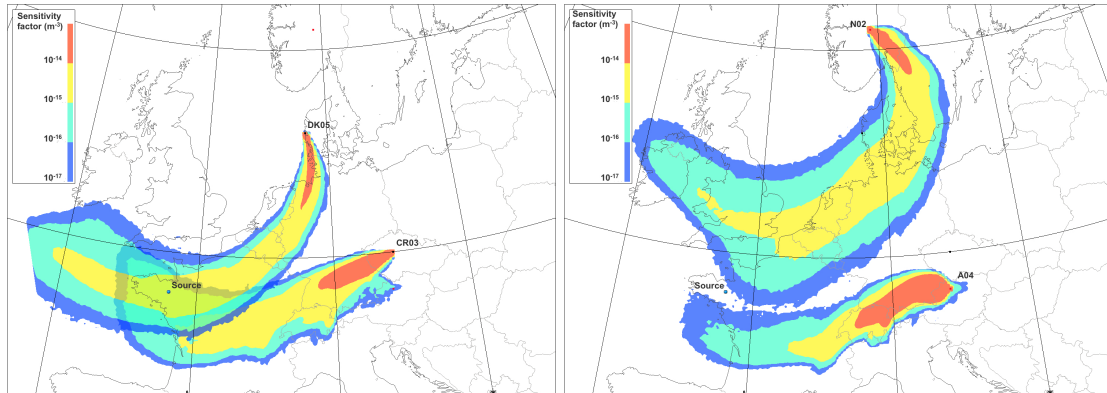 Sensitivity
factor (m⁻³)
10⁻¹⁴
10⁻¹⁵
10⁻¹⁶
10⁻¹⁷
DK05
CR03
Source
Sensitivity
factor (m⁻³)
10⁻¹⁴
10⁻¹⁵
10⁻¹⁶
10⁻¹⁷
N02
Source
A04